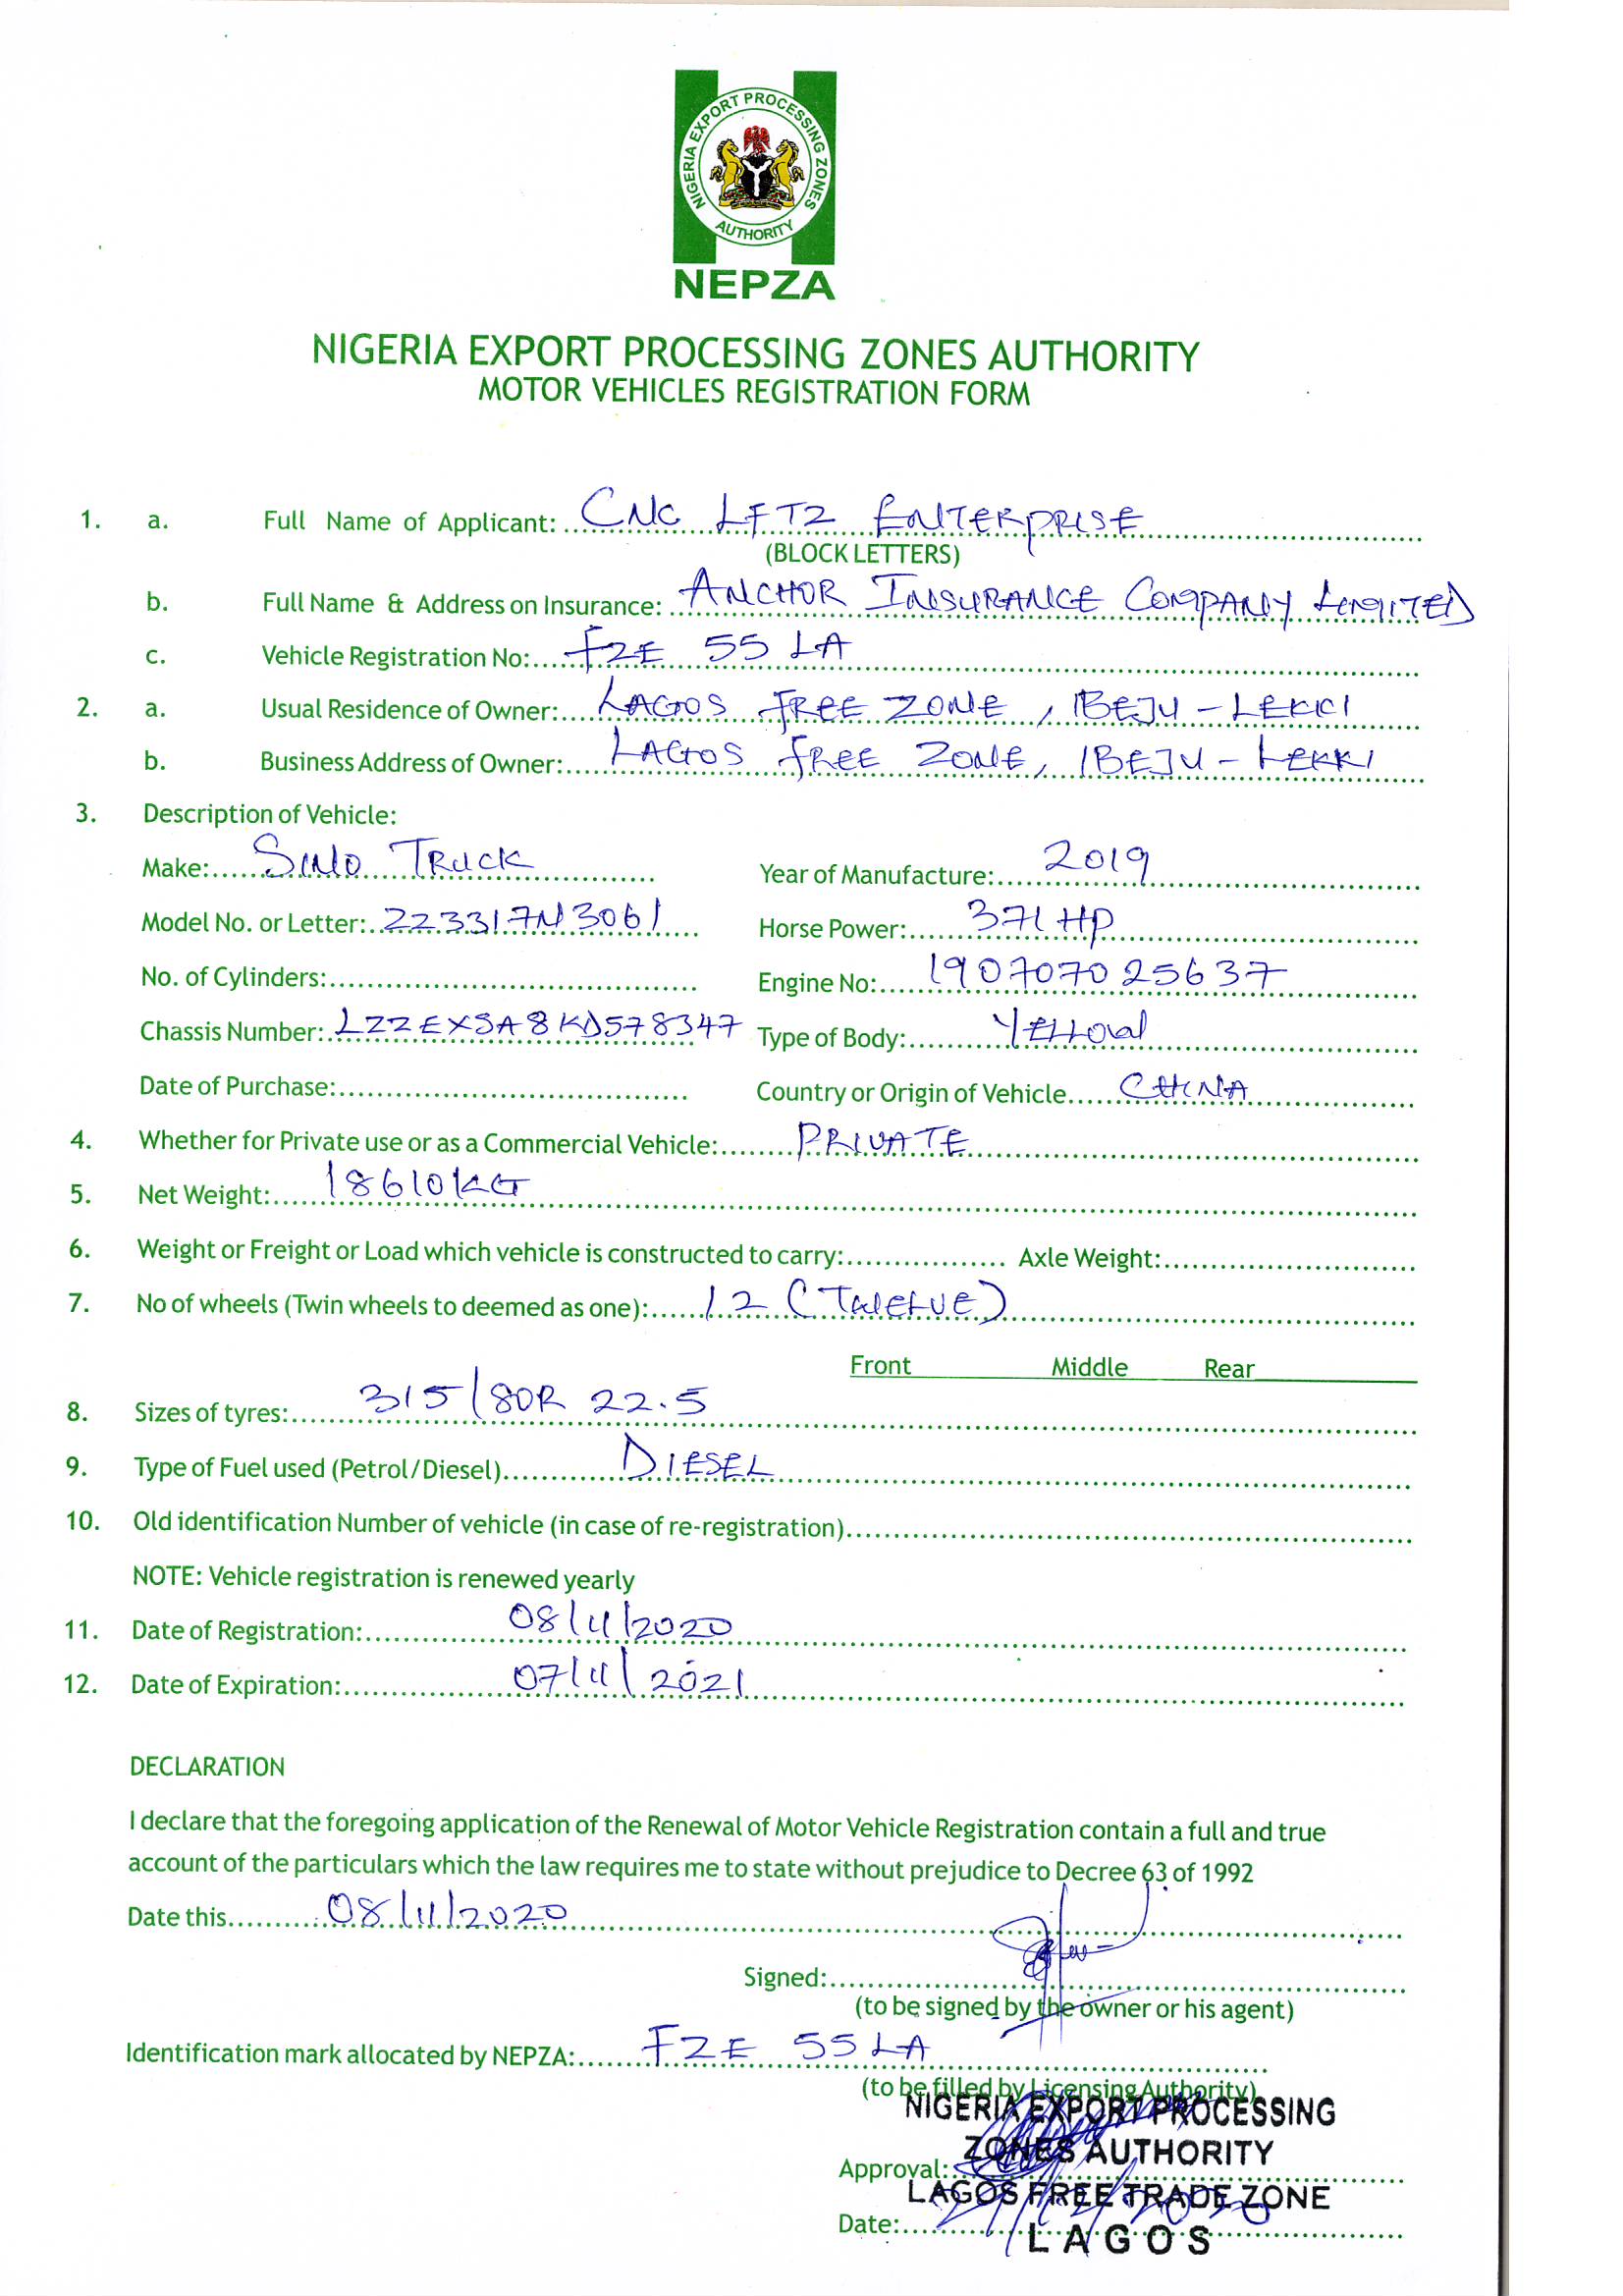 NIGERIA EXPORT PROCESSING ZONES
AUTHORITY
NEPZA
NIGERIA EXPORT PROCESSING ZONES AUTHORITY
MOTOR VEHICLES REGISTRATION FORM
1. a. Full Name of Applicant: CNC LFTZ ENTERPRISE
(BLOCK LETTERS)
b. Full Name & Address on Insurance: ANCHOR INSURANCE COMPANY LIMITED
c. Vehicle Registration No: FZE 55 LA
2. a. Usual Residence of Owner: LAGOS FREE ZONE, IBEJU - LEKKI
b. Business Address of Owner: LAGOS FREE ZONE, IBEJU - LEKKI
3. Description of Vehicle:
Make: SINO TRUCK Year of Manufacture: 2019
Model No. or Letter: ZZ3317N3061 Horse Power: 371 HP
No. of Cylinders: Engine No: 190707025637
Chassis Number: LZZEXSA8KD578347 Type of Body: YELLOW
Date of Purchase: Country or Origin of Vehicle CHINA
4. Whether for Private use or as a Commercial Vehicle: PRIVATE
5. Net Weight: 18610KG
6. Weight or Freight or Load which vehicle is constructed to carry: Axle Weight:
7. No of wheels (Twin wheels to deemed as one): 12 (TWELVE)
Front Middle Rear
8. Sizes of tyres: 315/80R 22.5
9. Type of Fuel used (Petrol/Diesel) DIESEL
10. Old identification Number of vehicle (in case of re-registration)
NOTE: Vehicle registration is renewed yearly
11. Date of Registration: 08/11/2020
12. Date of Expiration: 07/11/2021
DECLARATION
I declare that the foregoing application of the Renewal of Motor Vehicle Registration contain a full and true
account of the particulars which the law requires me to state without prejudice to Decree 63 of 1992
Date this 08/11/2020
Signed:
(to be signed by the owner or his agent)
Identification mark allocated by NEPZA: FZE 55 LA
(to be filled by Licensing Authority)
NIGERIA EXPORT PROCESSING
ZONES AUTHORITY
Approval:
LAGOS FREE TRADE ZONE
Date:
LAGOS